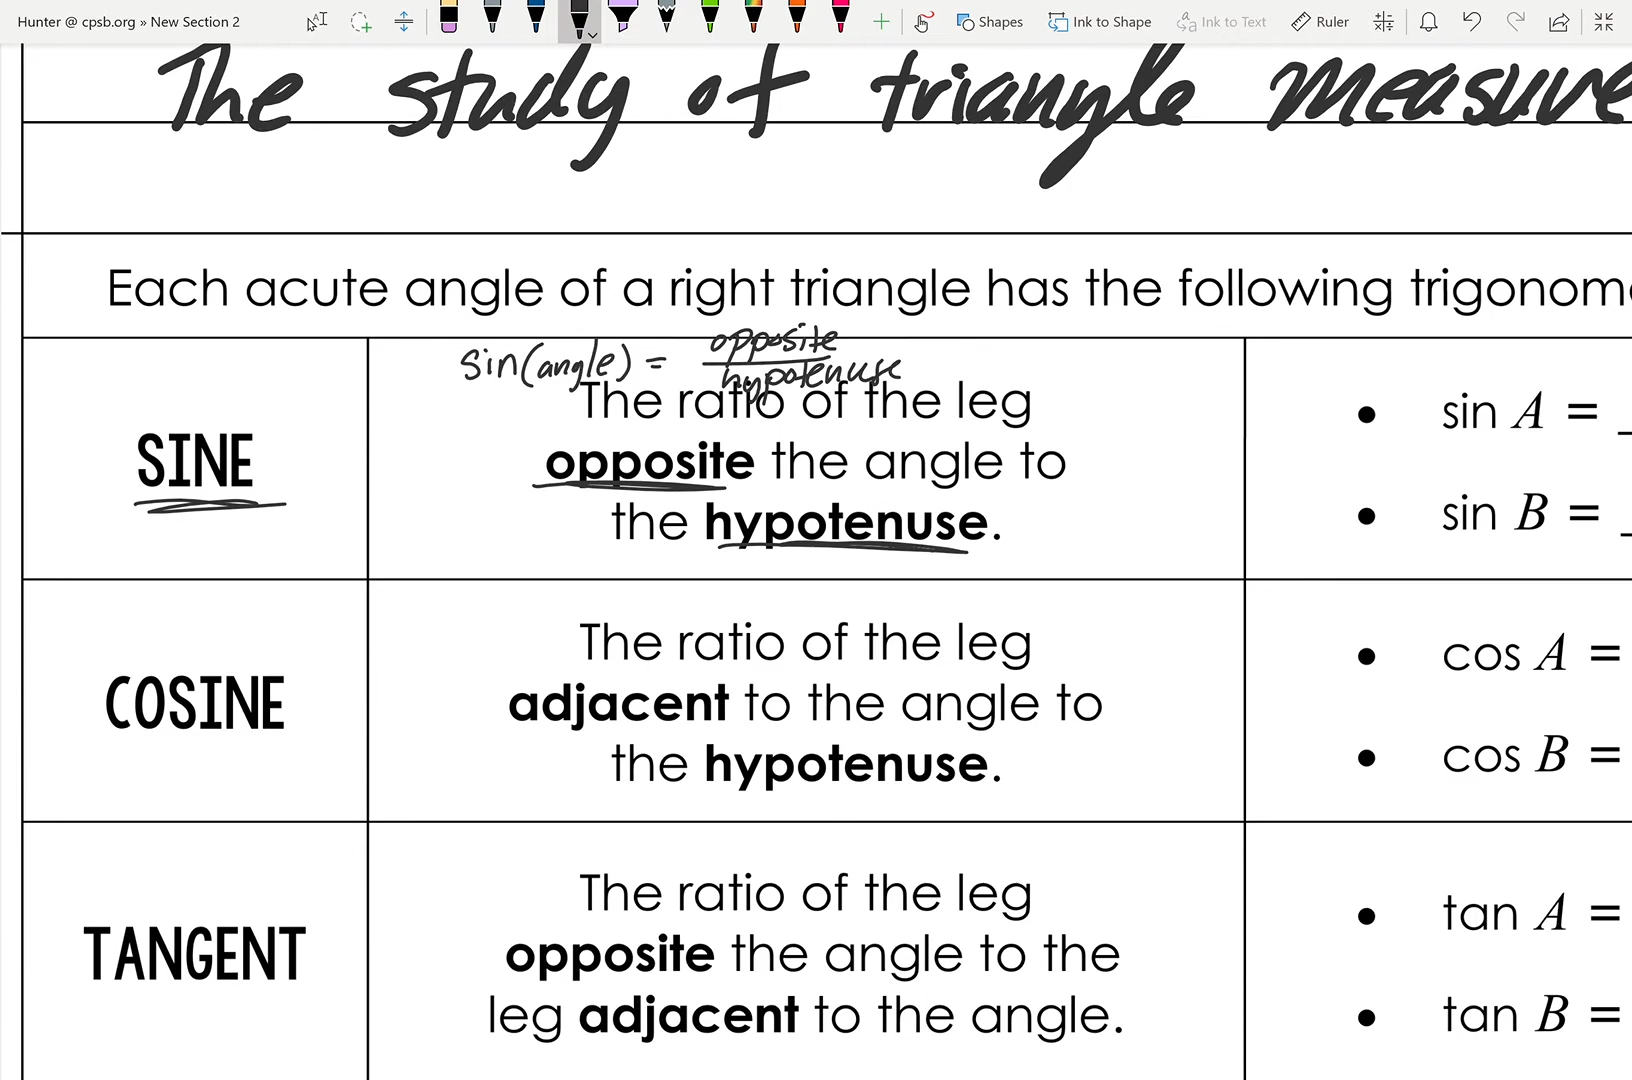 Hunter @ cpsb.org » New Section 2
Shapes
Ink to Shape
Ink to Text
Ruler
The study of triangle measure
Each acute angle of a right triangle has the following trigonom
sin(angle) = opposite
hypotenuse
SINE
The ratio of the leg
opposite the angle to
the hypotenuse.
• sin A = _
• sin B = _
COSINE
The ratio of the leg
adjacent to the angle to
the hypotenuse.
• cos A =
• cos B =
TANGENT
The ratio of the leg
opposite the angle to the
leg adjacent to the angle.
• tan A =
• tan B =